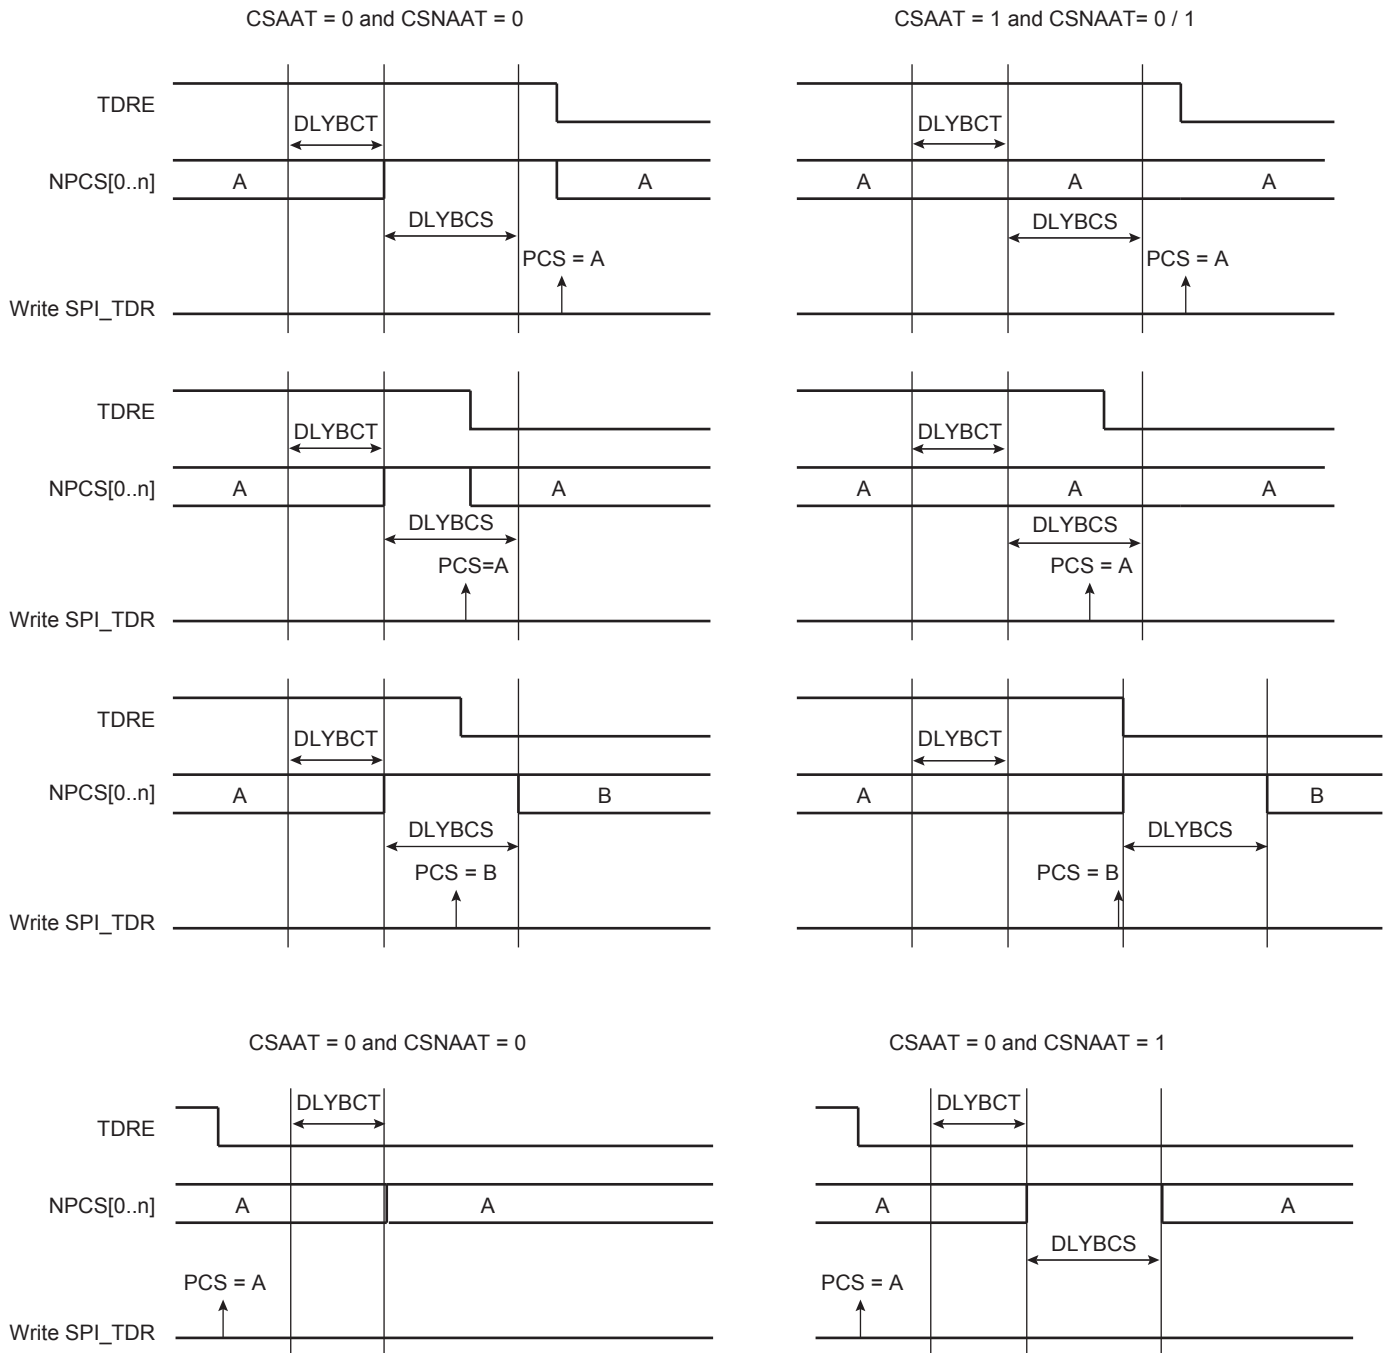 CSAAT = 0 and CSNAAT = 0
CSAAT = 1 and CSNAAT= 0 / 1
TDRE
DLYBCT
DLYBCT
NPCS[0..n]
A
A
A
A
A
DLYBCS
DLYBCS
PCS = A
PCS = A
Write SPI_TDR
TDRE
DLYBCT
DLYBCT
NPCS[0..n]
A
A
A
A
A
DLYBCS
DLYBCS
PCS=A
PCS = A
Write SPI_TDR
TDRE
DLYBCT
DLYBCT
NPCS[0..n]
A
B
A
B
DLYBCS
DLYBCS
PCS = B
PCS = B
Write SPI_TDR
CSAAT = 0 and CSNAAT = 0
CSAAT = 0 and CSNAAT = 1
TDRE
DLYBCT
DLYBCT
NPCS[0..n]
A
A
A
A
DLYBCS
PCS = A
PCS = A
Write SPI_TDR